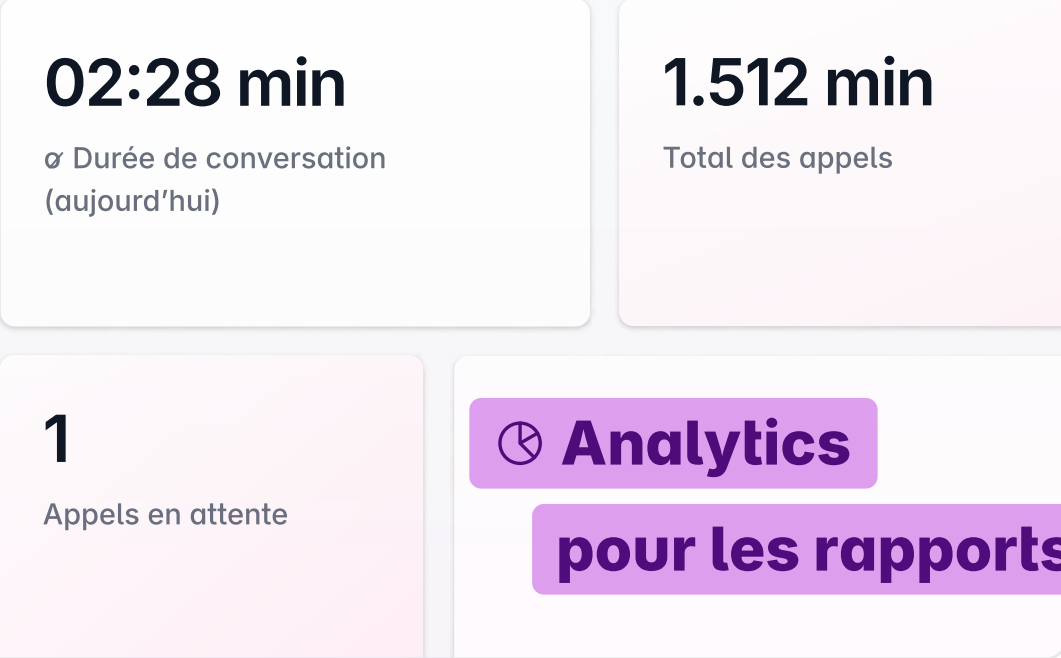 02:28 min
ø Durée de conversation
(aujourd’hui)
1.512 min
Total des appels
1
Appels en attente
Analytics
pour les rapports